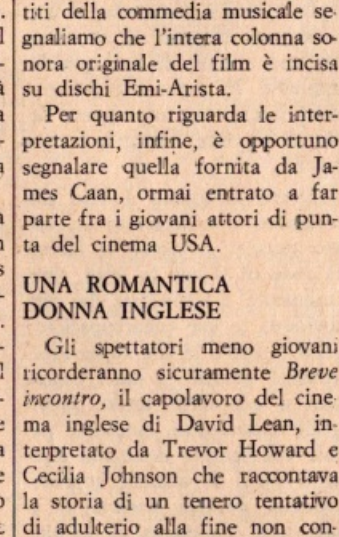 titi della commedia musicale se-
gnaliamo che l'intera colonna so-
nora originale del film è incisa
su dischi Emi-Arista.
Per quanto riguarda le inter-
pretazioni, infine, è opportuno
segnalare quella fornita da Ja-
mes Caan, ormai entrato a far
parte fra i giovani attori di pun-
ta del cinema USA.
UNA ROMANTICA
DONNA INGLESE
Gli spettatori meno giovani
ricorderanno sicuramente Breve
incontro, il capolavoro del cine-
ma inglese di David Lean, in-
terpretato da Trevor Howard e
Cecilia Johnson che raccontava
la storia di un tenero tentativo
di adulterio alla fine non con-